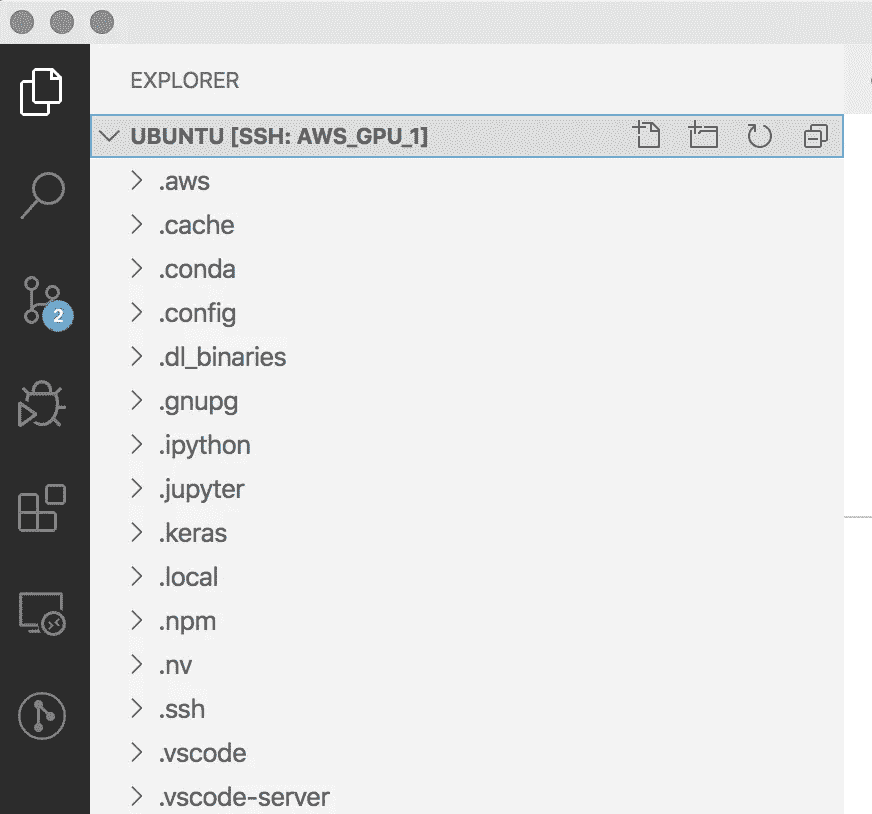 EXPLORER
UBUNTU [SSH: AWS_GPU_1]
.aws
.cache
.conda
.config
2
.dl_binaries
.gnupg
.ipython
.jupyter
.keras
.local
.npm
.nv
.ssh
.vscode
.vscode-server